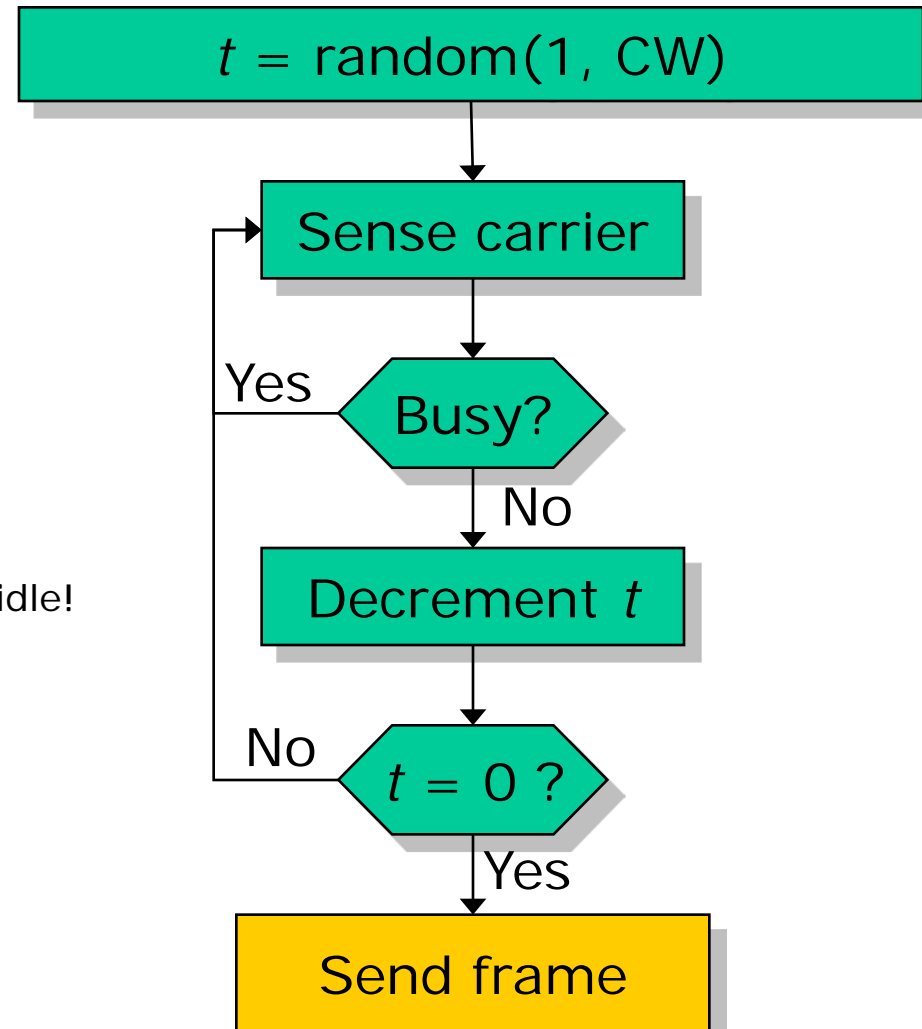 t = random(1, CW)
Sense carrier
Yes
Busy?
No
idle!
Decrement t
No
t = 0 ?
Yes
Send frame